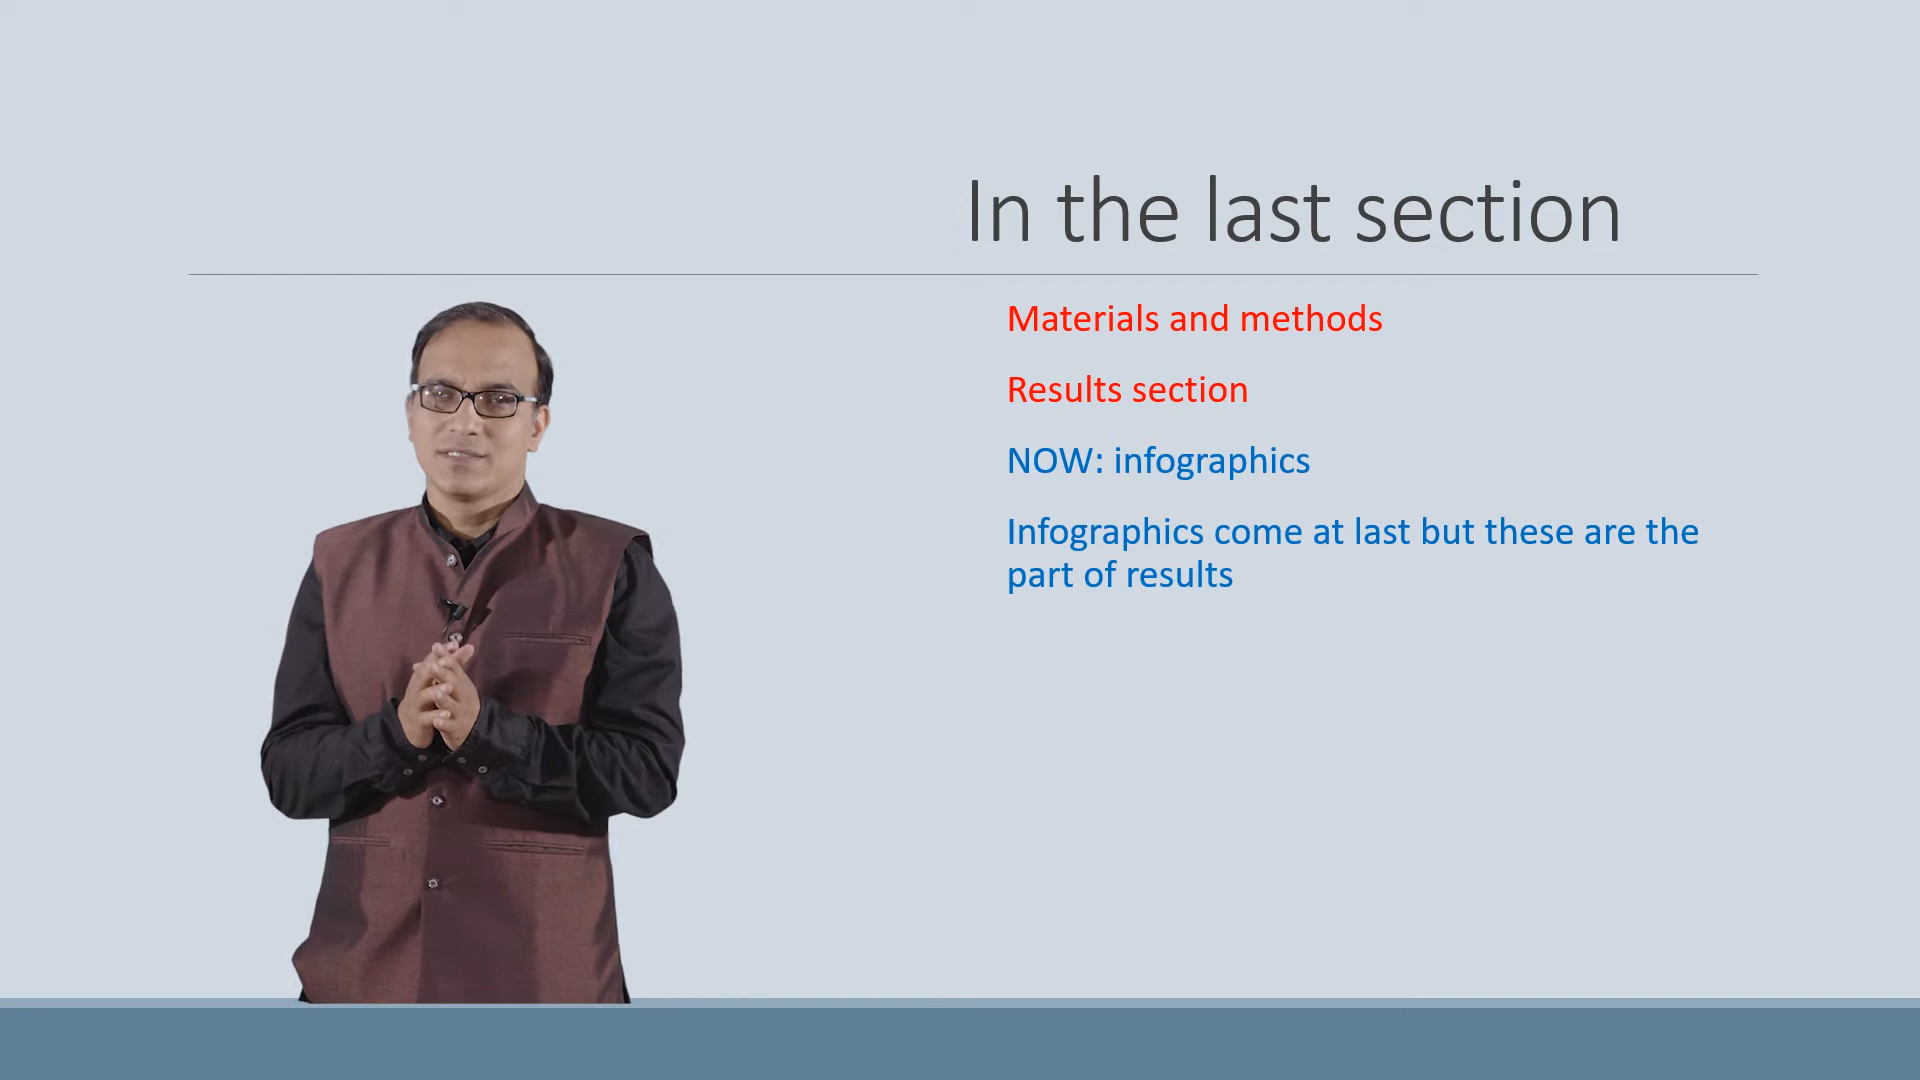 In the last section
Materials and methods
Results section
NOW: infographics
Infographics come at last but these are the
part of results